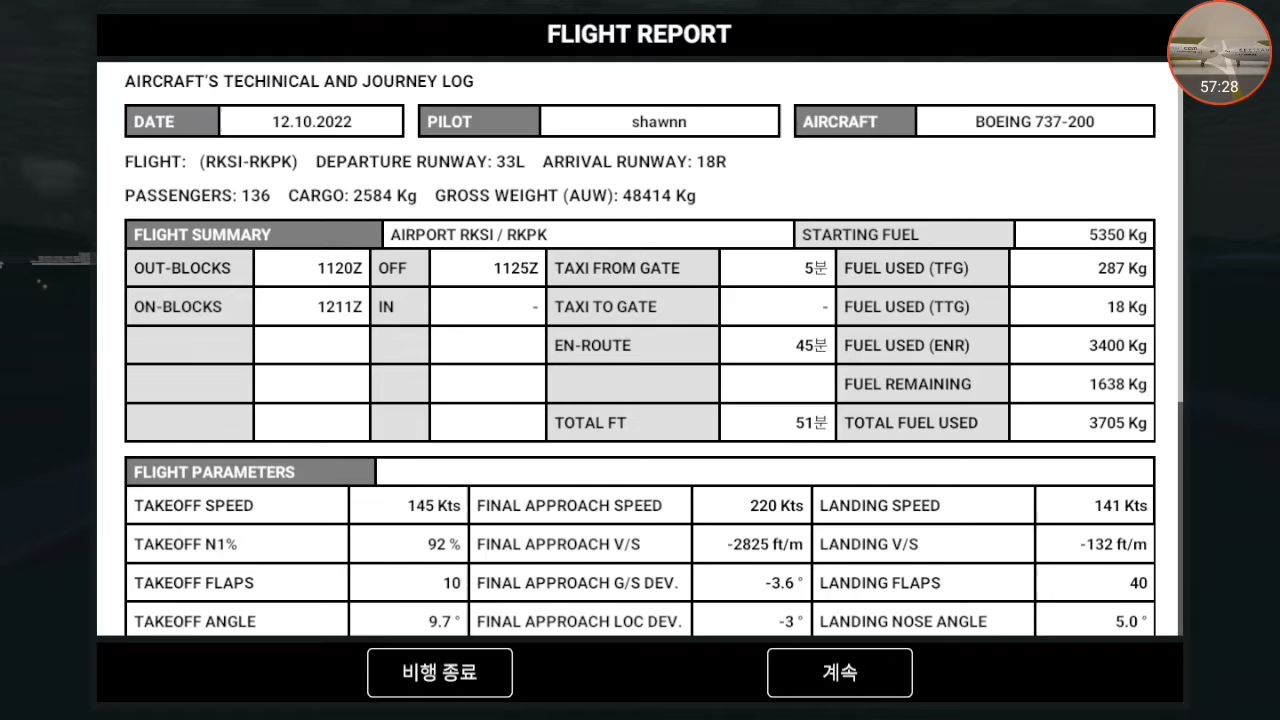 FLIGHT REPORT
57:28
AIRCRAFT'S TECHINICAL AND JOURNEY LOG
DATE 12.10.2022 PILOT shawnn AIRCRAFT BOEING 737-200
FLIGHT: (RKSI-RKPK) DEPARTURE RUNWAY: 33L ARRIVAL RUNWAY: 18R
PASSENGERS: 136 CARGO: 2584 Kg GROSS WEIGHT (AUW): 48414 Kg
FLIGHT SUMMARY AIRPORT RKSI / RKPK STARTING FUEL 5350 Kg
OUT-BLOCKS 1120Z OFF 1125Z TAXI FROM GATE 5분 FUEL USED (TFG) 287 Kg
ON-BLOCKS 1211Z IN - TAXI TO GATE - FUEL USED (TTG) 18 Kg
EN-ROUTE 45분 FUEL USED (ENR) 3400 Kg
FUEL REMAINING 1638 Kg
TOTAL FT 51분 TOTAL FUEL USED 3705 Kg
FLIGHT PARAMETERS
TAKEOFF SPEED 145 Kts FINAL APPROACH SPEED 220 Kts LANDING SPEED 141 Kts
TAKEOFF N1% 92 % FINAL APPROACH V/S -2825 ft/m LANDING V/S -132 ft/m
TAKEOFF FLAPS 10 FINAL APPROACH G/S DEV. -3.6 ° LANDING FLAPS 40
TAKEOFF ANGLE 9.7 ° FINAL APPROACH LOC DEV. -3 ° LANDING NOSE ANGLE 5.0 °
비행 종료 계속